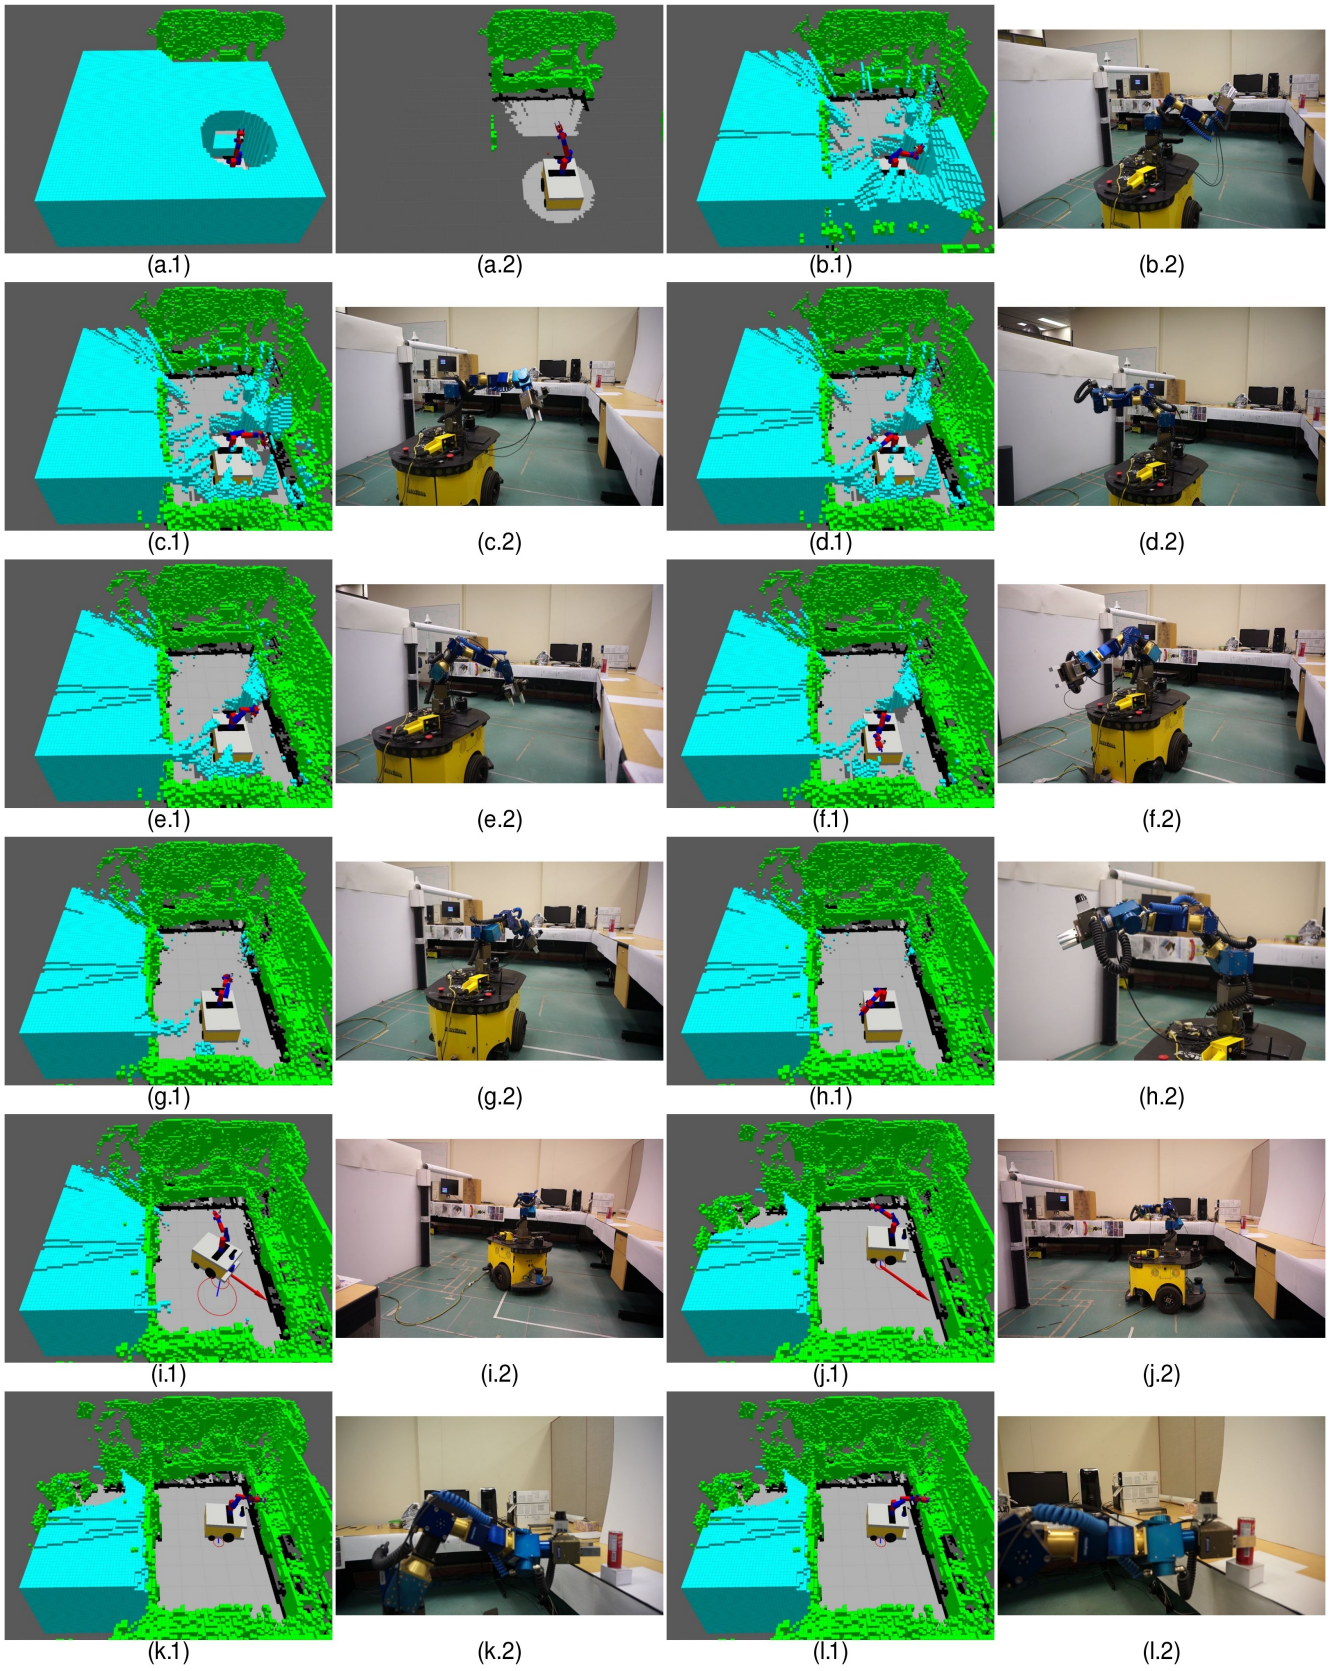 (a.1) (a.2) (b.1) (b.2)
(c.1) (c.2) (d.1) (d.2)
(e.1) (e.2) (f.1) (f.2)
(g.1) (g.2) (h.1) (h.2)
(i.1) (i.2) (j.1) (j.2)
(k.1) (k.2) (l.1) (l.2)